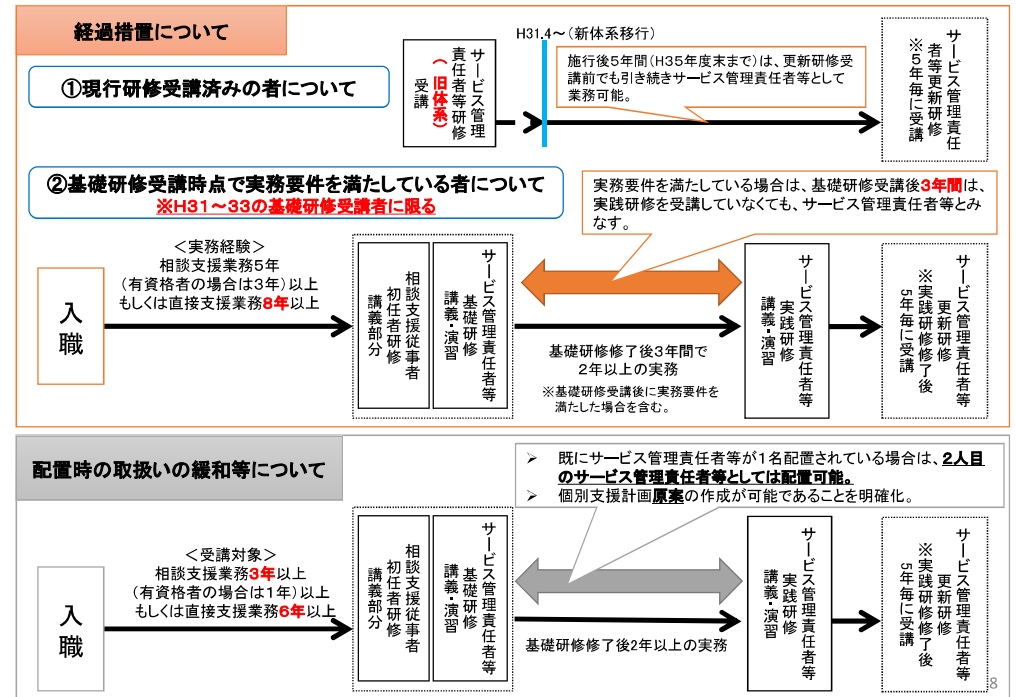 経過措置について
①現行研修受講済みの者について
サービス管理
責任者等研修
(旧体系)
受講
H31.4～(新体系移行)
施行後5年間(H35年度末まで)は、更新研修受
講前でも引き続きサービス管理責任者等として
業務可能。
サービス管理責任
者等更新研修
※5年毎に受講
②基礎研修受講時点で実務要件を満たしている者について
※H31～33の基礎研修受講者に限る
実務要件を満たしている場合は、基礎研修受講後3年間は、
実践研修を受講していなくても、サービス管理責任者等とみ
なす。
入職
＜実務経験＞
相談支援業務5年
(有資格者の場合は3年)以上
もしくは直接支援業務8年以上
相談支援従事者
初任者研修
講義部分
サービス管理責任者等
基礎研修
講義・演習
基礎研修修了後3年間で
2年以上の実務
※基礎研修受講後に実務要件を
満たした場合を含む。
サービス管理責任者等
実践研修
講義・演習
サービス管理責任者等
更新研修
※実践研修修了後
5年毎に受講
配置時の取扱いの緩和等について
➢ 既にサービス管理責任者等が1名配置されている場合は、2人目
のサービス管理責任者等としては配置可能。
➢ 個別支援計画原案の作成が可能であることを明確化。
入職
＜受講対象＞
相談支援業務3年以上
(有資格者の場合は1年)以上
もしくは直接支援業務6年以上
相談支援従事者
初任者研修
講義部分
サービス管理責任者等
基礎研修
講義・演習
基礎研修修了後2年以上の実務
サービス管理責任者等
実践研修
講義・演習
サービス管理責任者等
更新研修
※実践研修修了後
5年毎に受講
8